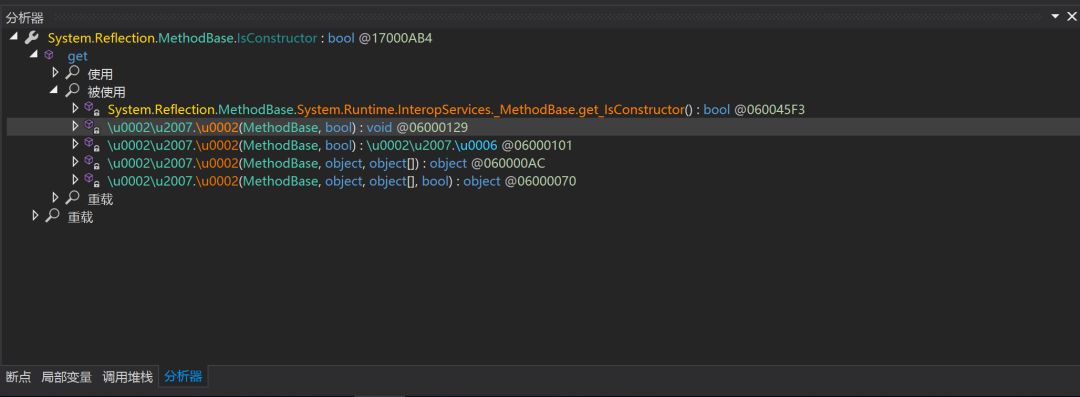 分析器
System.Reflection.MethodBase.IsConstructor : bool @17000AB4
get
使用
被使用
System.Reflection.MethodBase.System.Runtime.InteropServices._MethodBase.get_IsConstructor() : bool @060045F3
\u0002\u2007.\u0002(MethodBase, bool) : void @06000129
\u0002\u2007.\u0002(MethodBase, bool) : \u0002\u2007.\u0006 @06000101
\u0002\u2007.\u0002(MethodBase, object, object[]) : object @060000AC
\u0002\u2007.\u0002(MethodBase, object, object[], bool) : object @06000070
重载
重载
断点 局部变量 调用堆栈 分析器